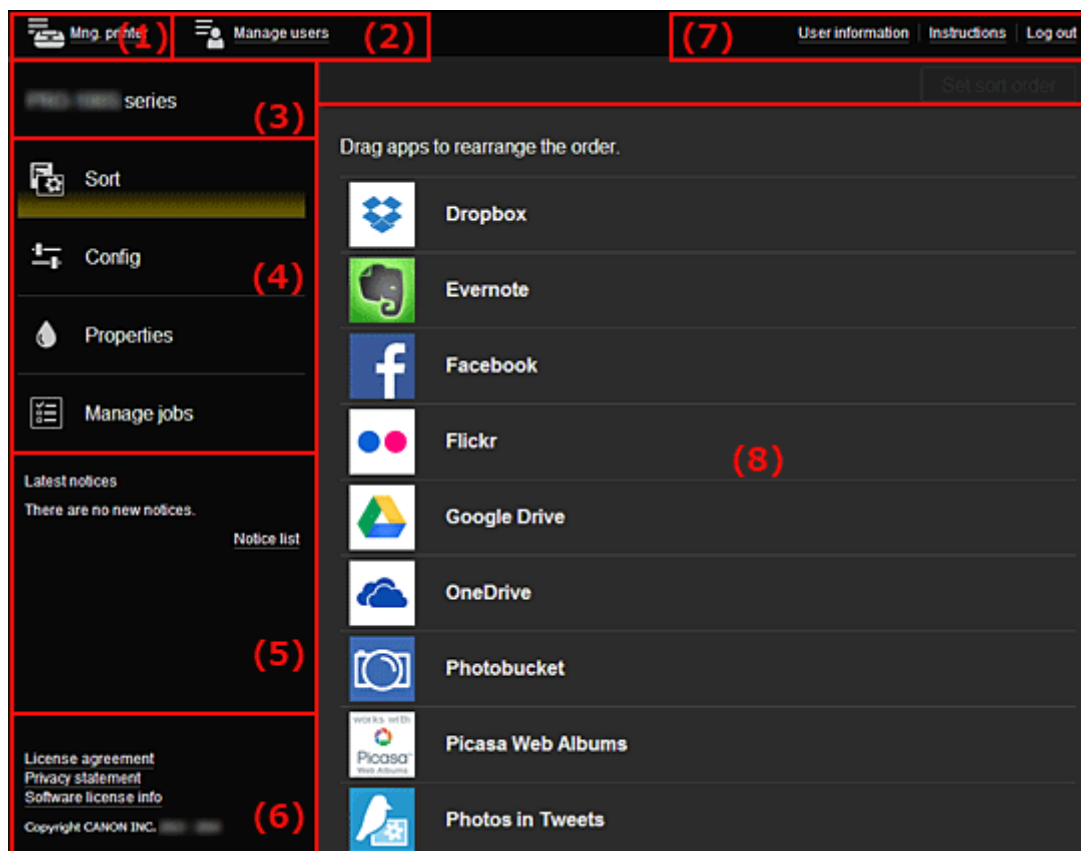 Mng. printer
(1)
Manage users
(2)
(7)
User information
Instructions
Log out
series
(3)
Set sort order
Sort
Config
(4)
Properties
Manage jobs
Latest notices
There are no new notices.
Notice list
(5)
License agreement
Privacy statement
Software license info
Copyright CANON INC.
(6)
Drag apps to rearrange the order.
Dropbox
Evernote
Facebook
Flickr
(8)
Google Drive
OneDrive
Photobucket
works with
Picasa
Web Albums
Picasa Web Albums
Photos in Tweets